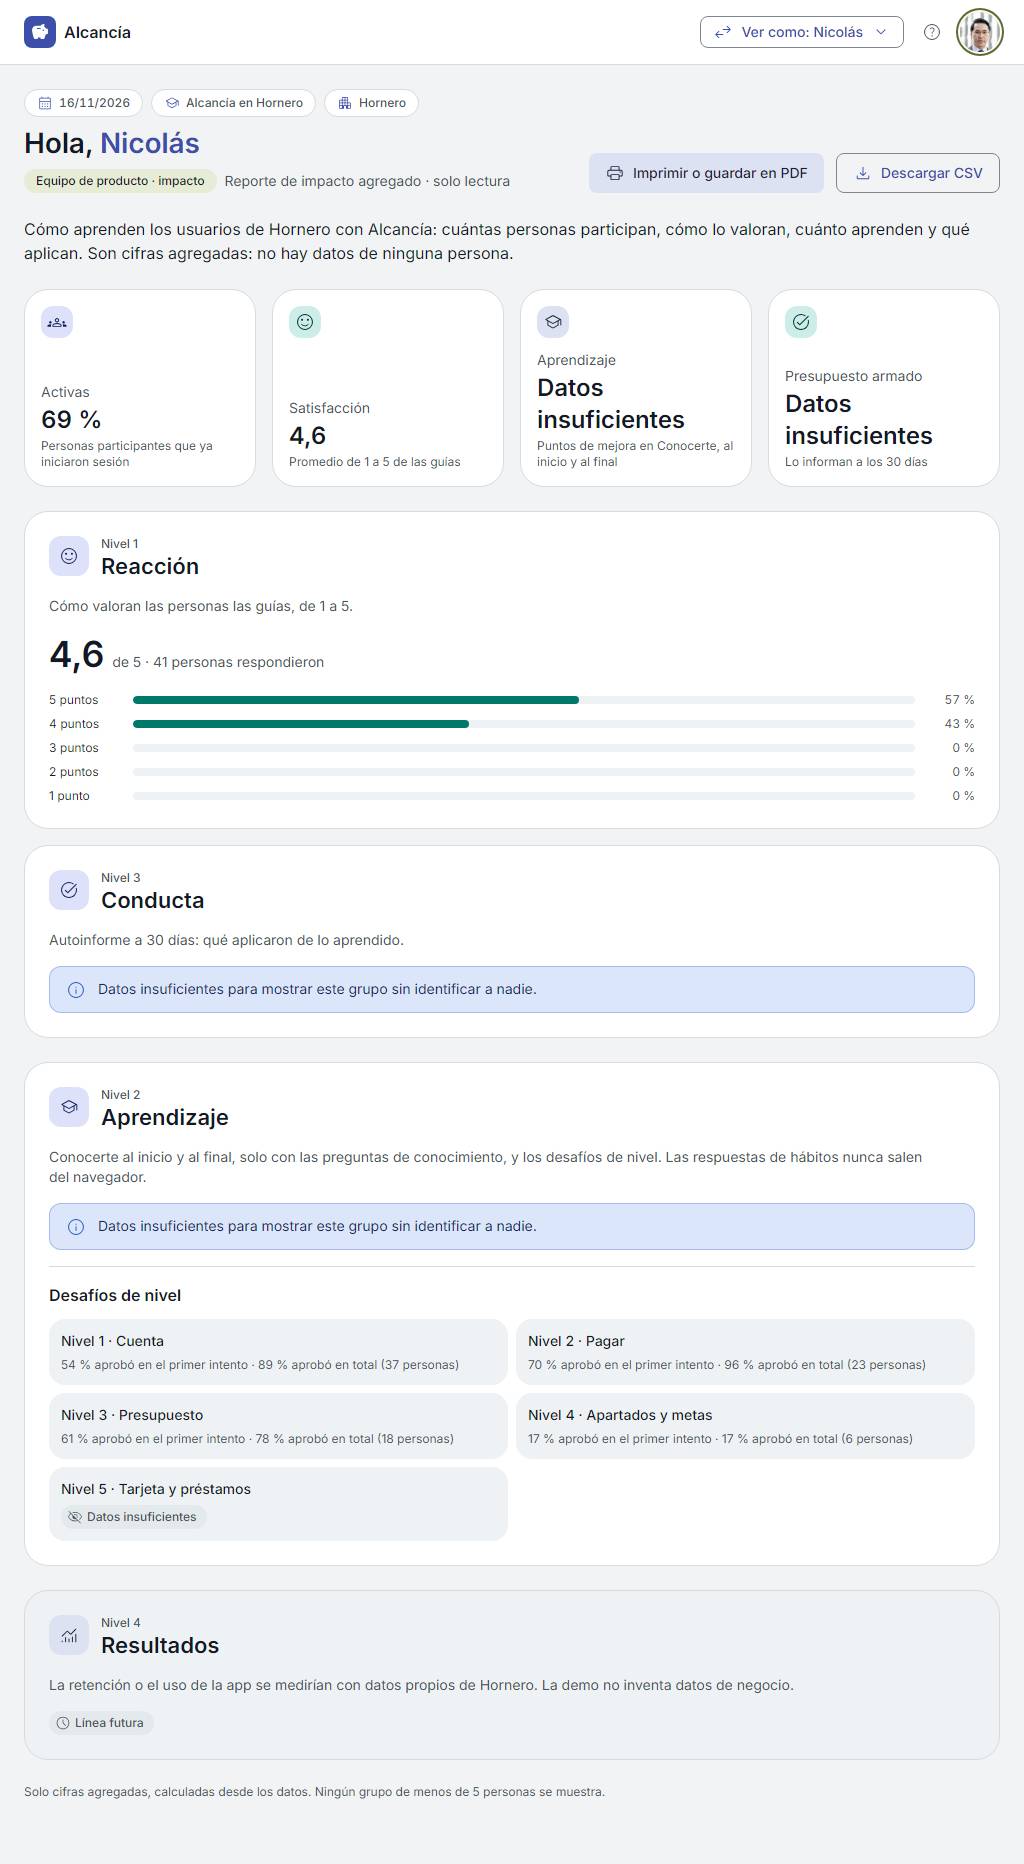 Alcancía
Ver como: Nicolás
16/11/2026
Alcancía en Hornero
Hornero
Hola, Nicolás
Equipo de producto · impacto
Reporte de impacto agregado · solo lectura
Imprimir o guardar en PDF
Descargar CSV
Cómo aprenden los usuarios de Hornero con Alcancía: cuántas personas participan, cómo lo valoran, cuánto aprenden y qué
aplican. Son cifras agregadas: no hay datos de ninguna persona.
Activas
69 %
Personas participantes que ya
iniciaron sesión
Satisfacción
4,6
Promedio de 1 a 5 de las guías
Aprendizaje
Datos
insuficientes
Puntos de mejora en Conocerte, al
inicio y al final
Presupuesto armado
Datos
insuficientes
Lo informan a los 30 días
Nivel 1
Reacción
Cómo valoran las personas las guías, de 1 a 5.
4,6 de 5 · 41 personas respondieron
5 puntos 57 %
4 puntos 43 %
3 puntos 0 %
2 puntos 0 %
1 punto 0 %
Nivel 3
Conducta
Autoinforme a 30 días: qué aplicaron de lo aprendido.
Datos insuficientes para mostrar este grupo sin identificar a nadie.
Nivel 2
Aprendizaje
Conocerte al inicio y al final, solo con las preguntas de conocimiento, y los desafíos de nivel. Las respuestas de hábitos nunca salen
del navegador.
Datos insuficientes para mostrar este grupo sin identificar a nadie.
Desafíos de nivel
Nivel 1 · Cuenta
54 % aprobó en el primer intento · 89 % aprobó en total (37 personas)
Nivel 2 · Pagar
70 % aprobó en el primer intento · 96 % aprobó en total (23 personas)
Nivel 3 · Presupuesto
61 % aprobó en el primer intento · 78 % aprobó en total (18 personas)
Nivel 4 · Apartados y metas
17 % aprobó en el primer intento · 17 % aprobó en total (6 personas)
Nivel 5 · Tarjeta y préstamos
Datos insuficientes
Nivel 4
Resultados
La retención o el uso de la app se medirían con datos propios de Hornero. La demo no inventa datos de negocio.
Línea futura
Solo cifras agregadas, calculadas desde los datos. Ningún grupo de menos de 5 personas se muestra.